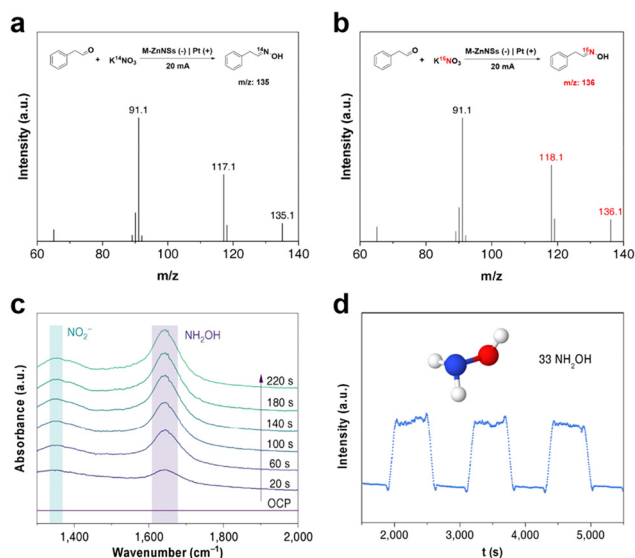 a
O
+
K¹⁴NO₃
M-ZnNSs (-) | Pt (+)
20 mA
¹⁴N
OH
m/z: 135
91.1
117.1
135.1
Intensity (a.u.)
60 80 100 120 140
m/z
b
O
+
K¹⁵NO₃
M-ZnNSs (-) | Pt (+)
20 mA
¹⁵N
OH
m/z: 136
91.1
118.1
136.1
Intensity (a.u.)
60 80 100 120 140
m/z
c
NO₂⁻
NH₂OH
220 s
180 s
140 s
100 s
60 s
20 s
OCP
Absorbance (a.u.)
1,400 1,600 1,800 2,000
Wavenumber (cm⁻¹)
d
33 NH₂OH
Intensity (a.u.)
2,000 3,000 4,000 5,000
t (s)